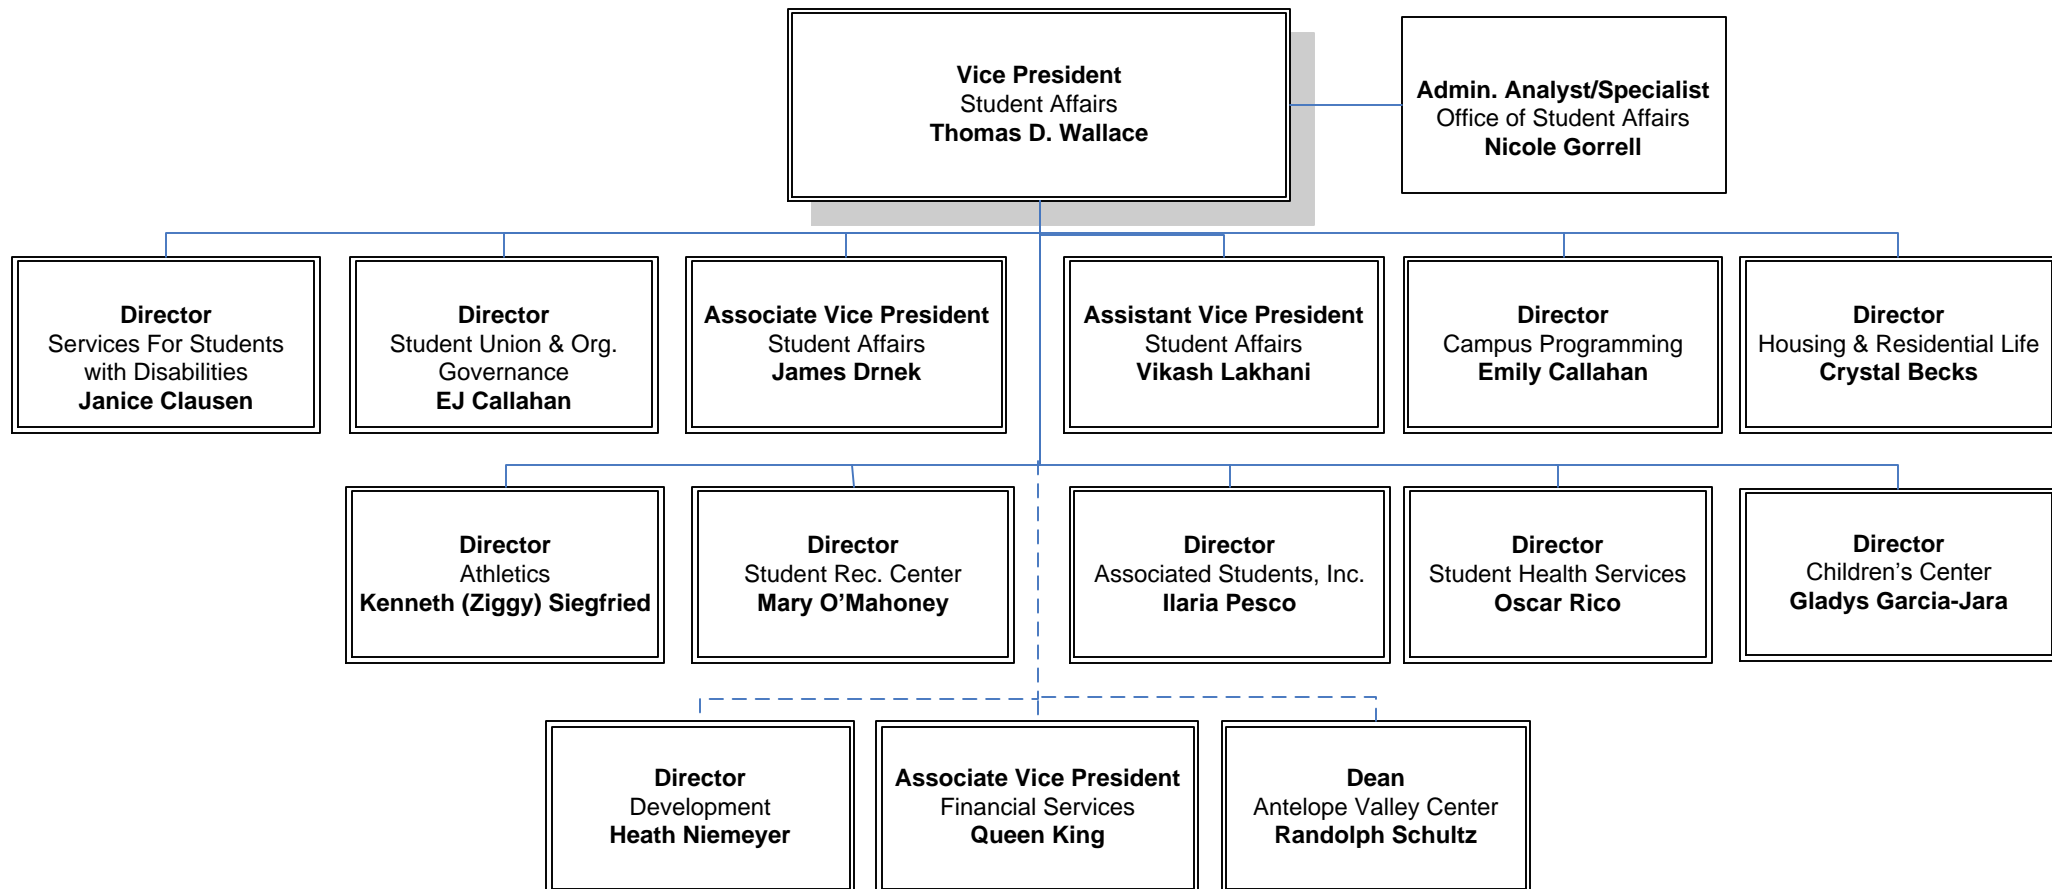 Vice President
Student Affairs
Thomas D. Wallace
Admin. Analyst/Specialist
Office of Student Affairs
Nicole Gorrell
Director
Services For Students
with Disabilities
Janice Clausen
Director
Student Union & Org.
Governance
EJ Callahan
Associate Vice President
Student Affairs
James Drnek
Assistant Vice President
Student Affairs
Vikash Lakhani
Director
Campus Programming
Emily Callahan
Director
Housing & Residential Life
Crystal Becks
Director
Athletics
Kenneth (Ziggy) Siegfried
Director
Student Rec. Center
Mary O’Mahoney
Director
Associated Students, Inc.
Ilaria Pesco
Director
Student Health Services
Oscar Rico
Director
Children’s Center
Gladys Garcia-Jara
Director
Development
Heath Niemeyer
Associate Vice President
Financial Services
Queen King
Dean
Antelope Valley Center
Randolph Schultz